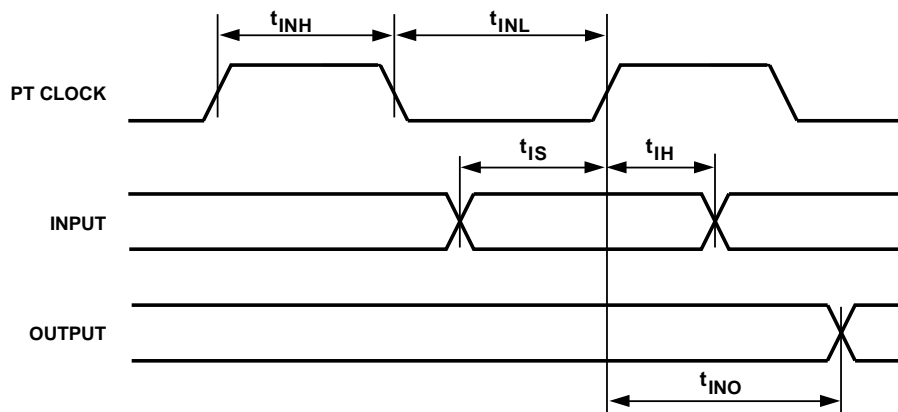 tINH
tINL
PT CLOCK
tIS
tIH
INPUT
OUTPUT
tINO